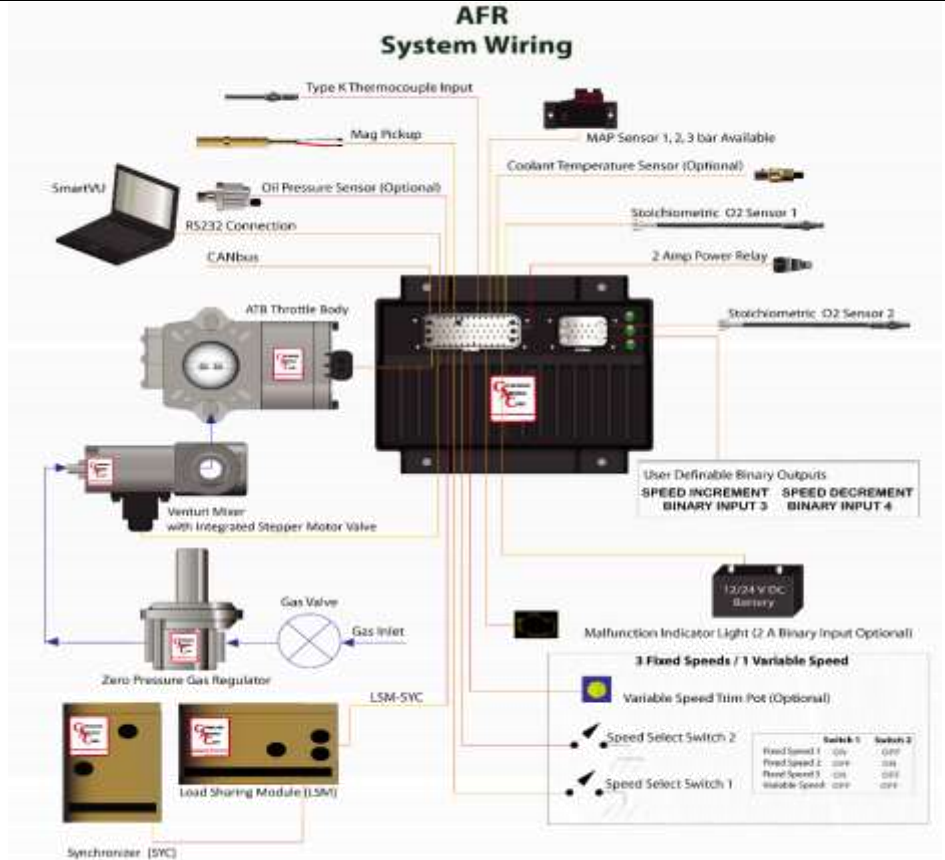 AFR
System Wiring
Type K Thermocouple Input
MAP Sensor 1, 2, 3 bar Available
Mag Pickup
Coolant Temperature Sensor (Optional)
SmartVU
Oil Pressure Sensor (Optional)
Stoichiometric O2 Sensor 1
RS232 Connection
CANbus
2 Amp Power Relay
ATB Throttle Body
Stoichiometric O2 Sensor 2
User Definable Binary Outputs
SPEED INCREMENT SPEED DECREMENT
BINARY INPUT 3 BINARY INPUT 4
Venturi Mixer
with Integrated Stepper Motor Valve
12/24 V DC
Battery
Gas Valve
Gas Inlet
Malfunction Indicator Light (2 A Binary Input Optional)
Zero Pressure Gas Regulator
3 Fixed Speeds / 1 Variable Speed
LSM-SYC
Variable Speed Trim Pot (Optional)
Speed Select Switch 2
Switch 1 Switch 2
Fixed Speed 1 ON OFF
Fixed Speed 2 OFF ON
Fixed Speed 3 ON OFF
Variable Speed OFF OFF
Speed Select Switch 1
Load Sharing Module (LSM)
Synchronizer (SYC)